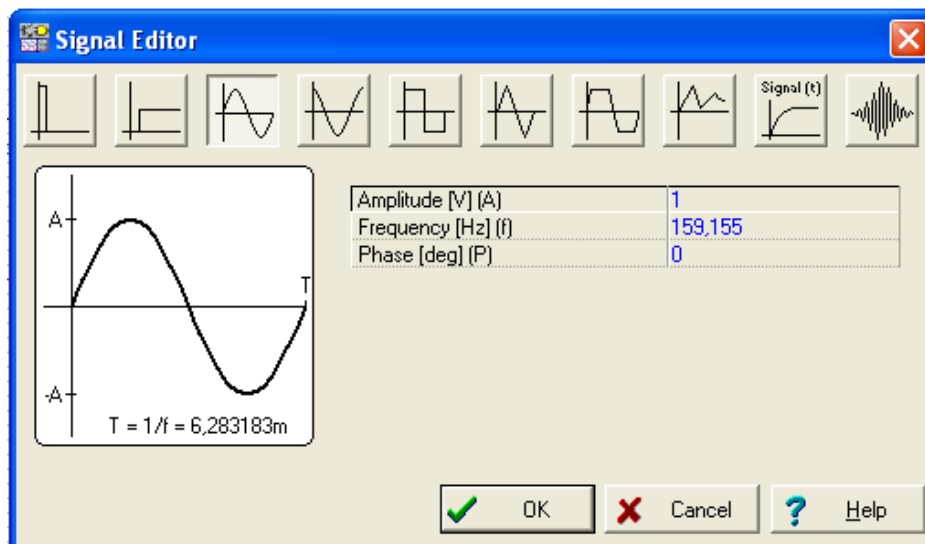 Signal Editor
Signal (t)
Amplitude [V] (A) 1
Frequency [Hz] (f) 159,155
Phase [deg] (P) 0
A
T
-A
T = 1/f = 6,283183m
OK Cancel Help